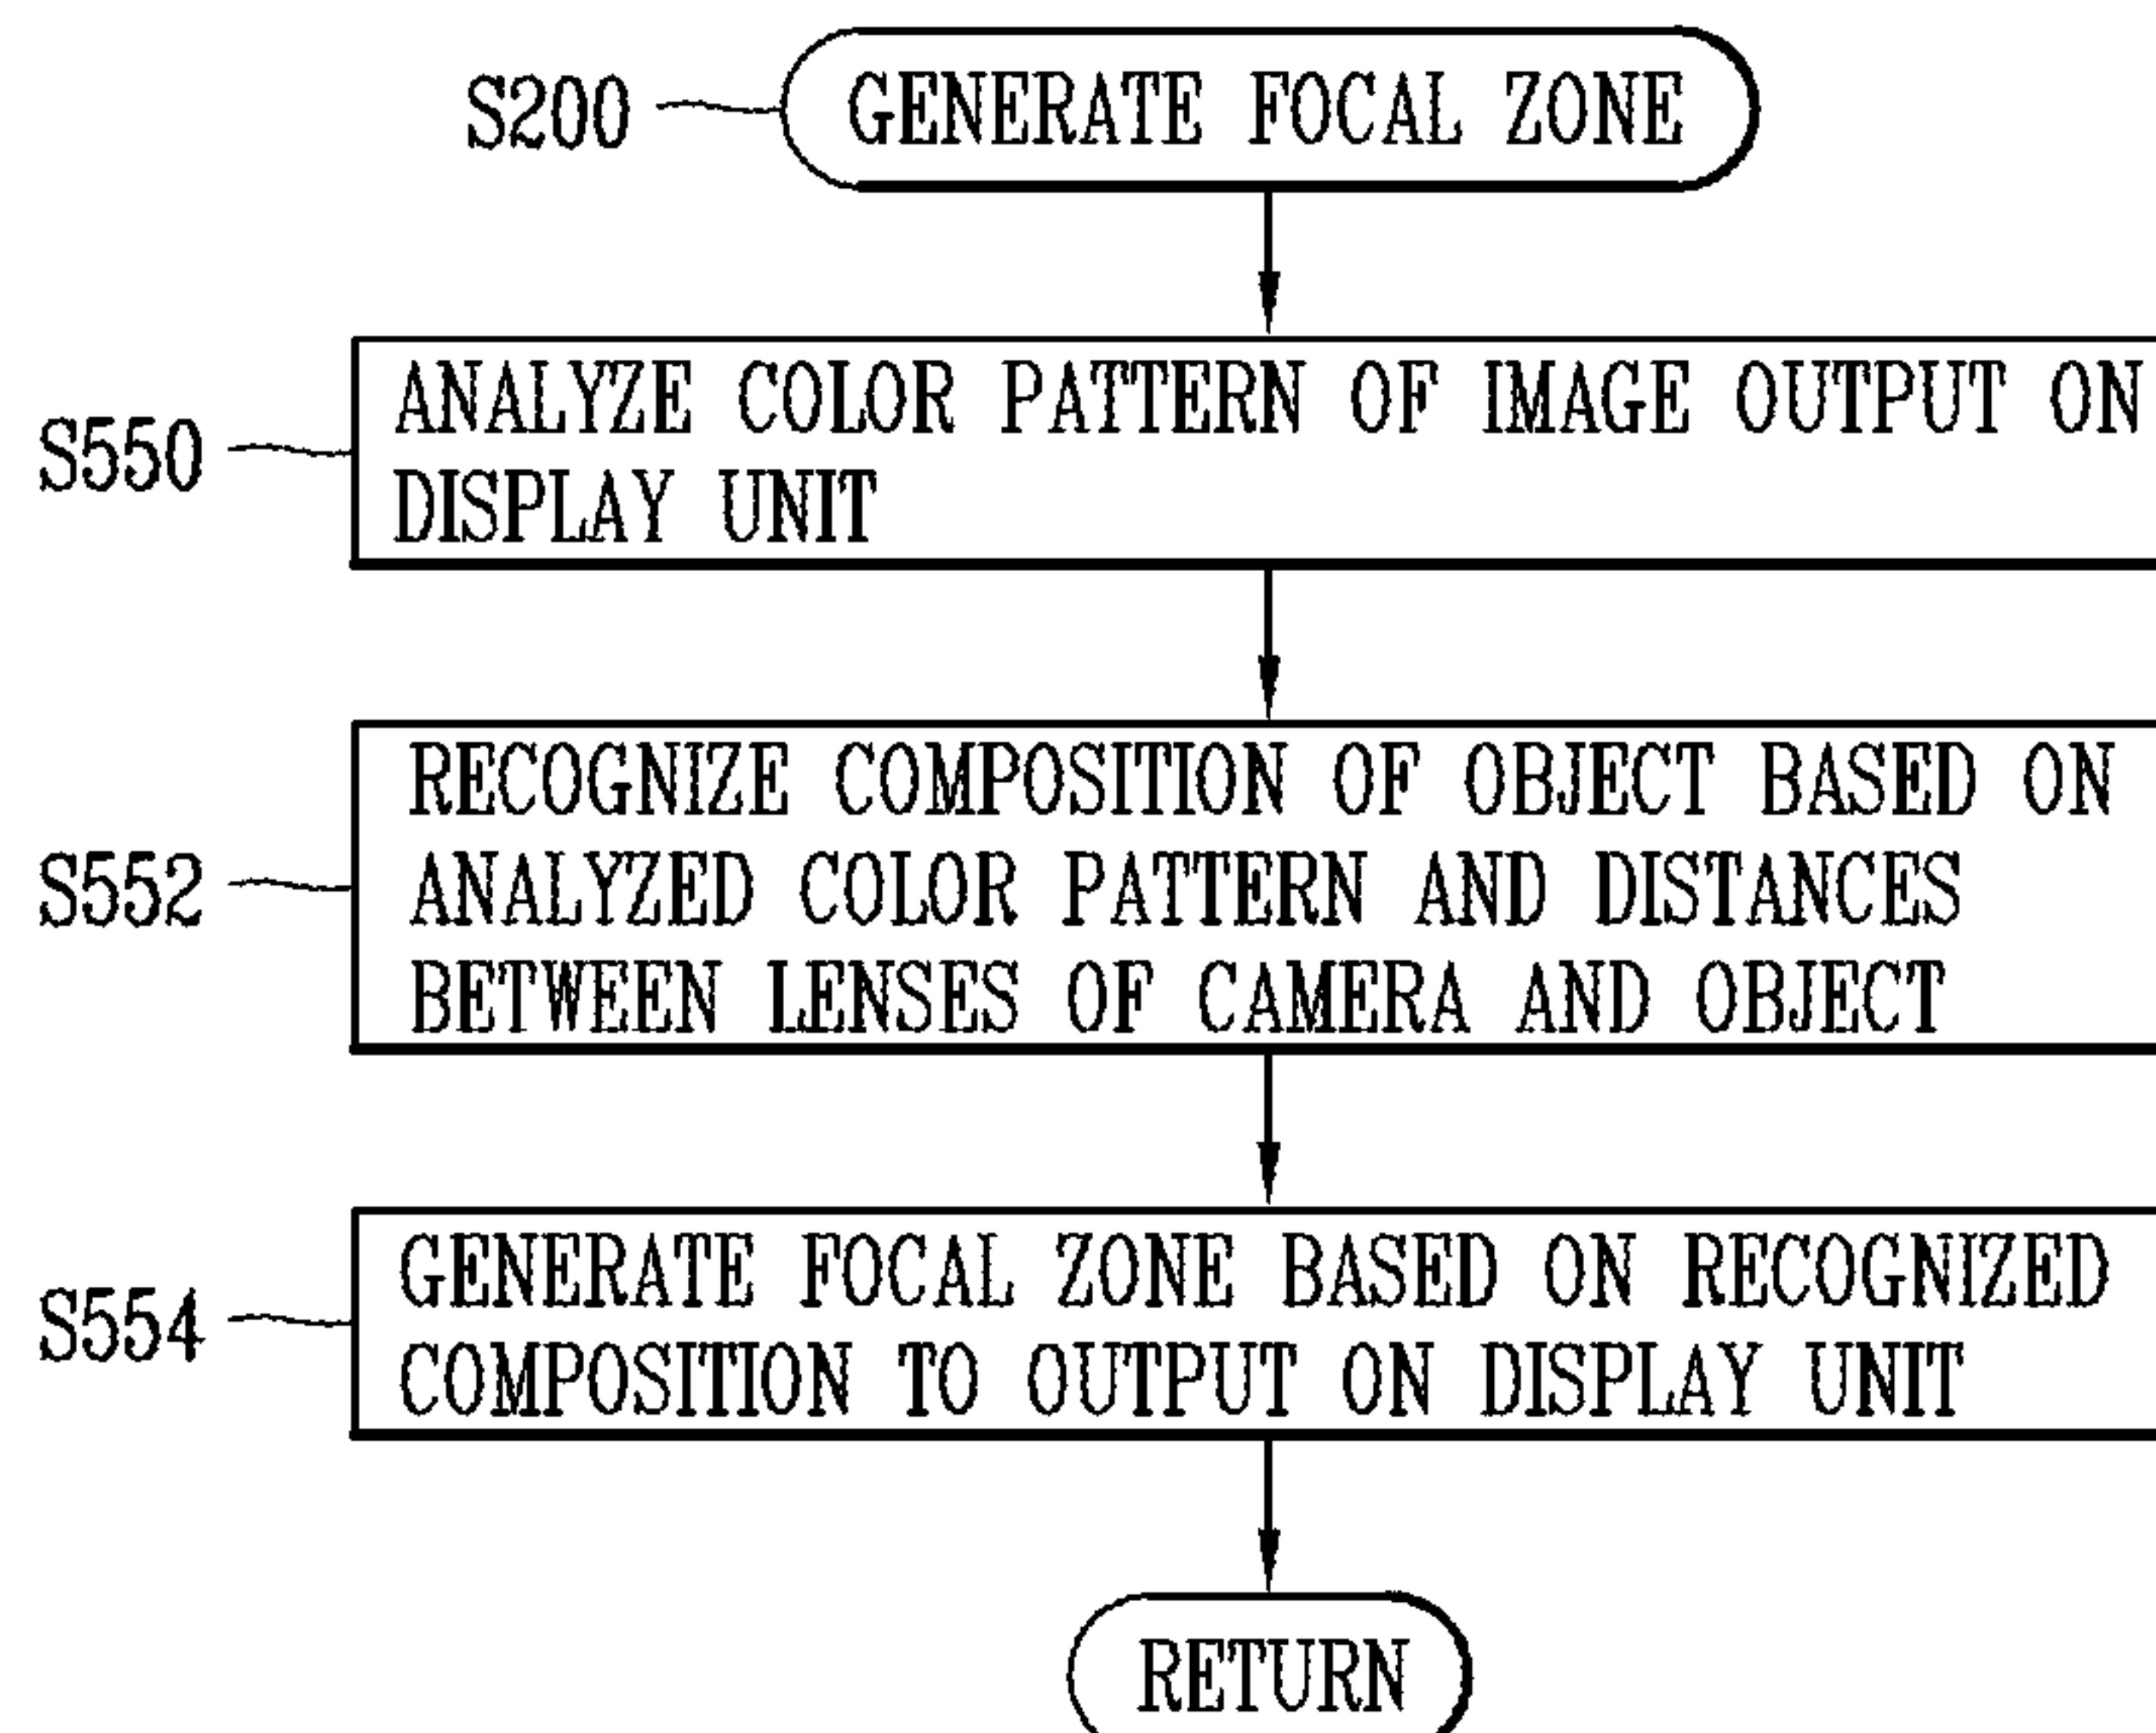 S200 GENERATE FOCAL ZONE
S550 ANALYZE COLOR PATTERN OF IMAGE OUTPUT ON
DISPLAY UNIT
RECOGNIZE COMPOSITION OF OBJECT BASED ON
S552 ANALYZED COLOR PATTERN AND DISTANCES
BETWEEN LENSES OF CAMERA AND OBJECT
S554 GENERATE FOCAL ZONE BASED ON RECOGNIZED
COMPOSITION TO OUTPUT ON DISPLAY UNIT
RETURN